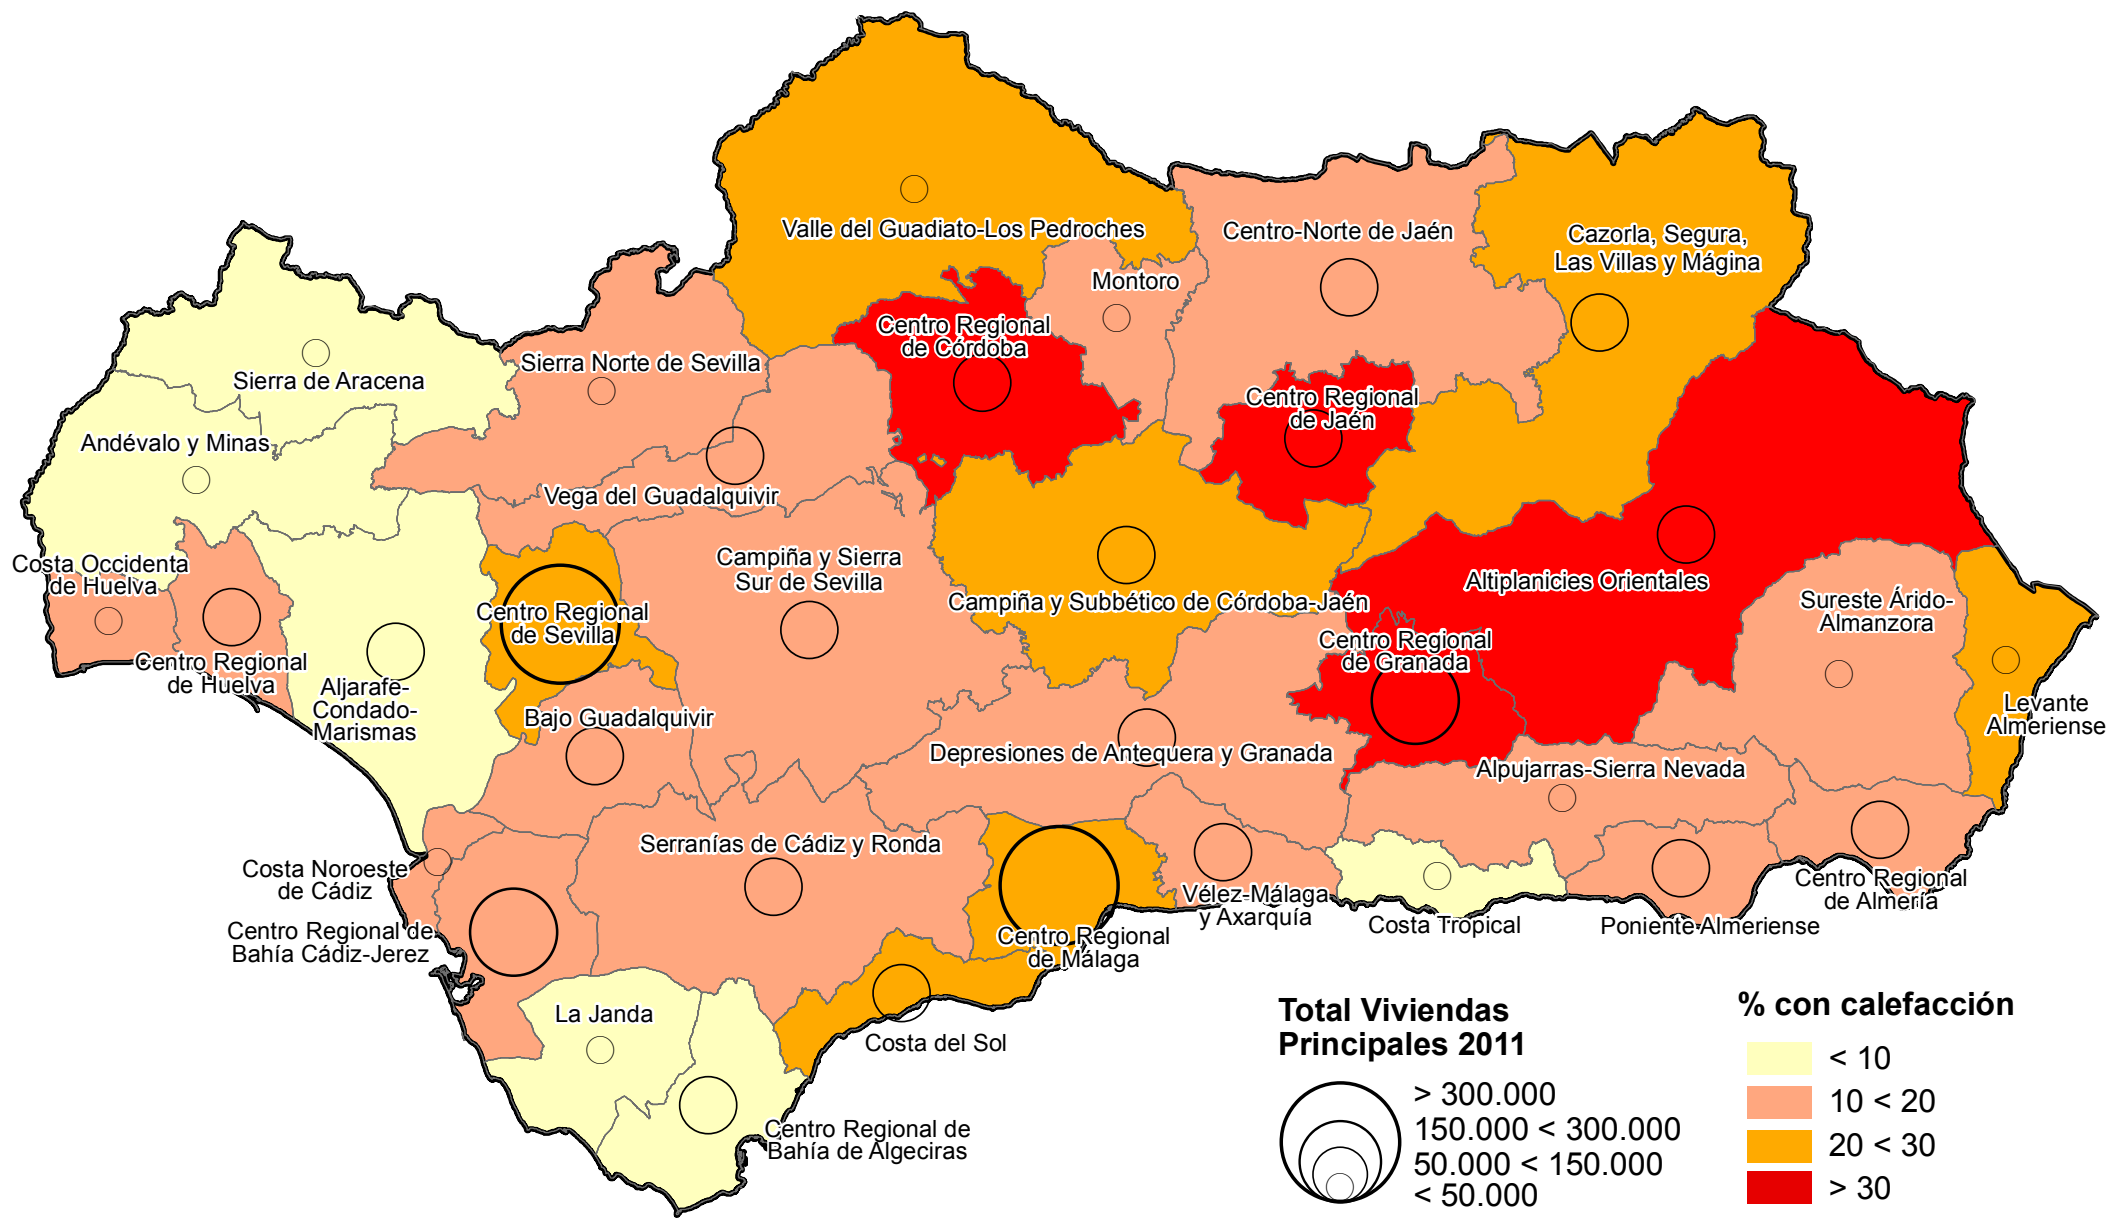 Valle del Guadiato-Los Pedroches
Centro-Norte de Jaén
Cazorla, Segura,
Las Villas y Mágina
Montoro
Centro Regional
de Córdoba
Sierra Norte de Sevilla
Sierra de Aracena
Centro Regional
de Jaén
Andévalo y Minas
Vega del Guadalquivir
Costa Occidenta
de Huelva
Campiña y Sierra
Sur de Sevilla
Altiplanicies Orientales
Campiña y Subbético de Córdoba-Jaén
Sureste Árido-
Almanzora
Centro Regional
de Sevilla
Centro Regional
de Granada
Centro Regional
de Huelva
Aljarafe-
Condado-
Marismas
Bajo Guadalquivir
Levante
Almeriense
Depresiones de Antequera y Granada
Alpujarras-Sierra Nevada
Serranías de Cádiz y Ronda
Costa Noroeste
de Cádiz
Vélez-Málaga
y Axarquía
Centro Regional
de Almería
Costa Tropical
Poniente Almeriense
Centro Regional de
Bahía Cádiz-Jerez
Centro Regional
de Málaga
La Janda
Costa del Sol
Centro Regional de
Bahía de Algeciras
Total Viviendas
Principales 2011
> 300.000
150.000 < 300.000
50.000 < 150.000
< 50.000
% con calefacción
< 10
10 < 20
20 < 30
> 30